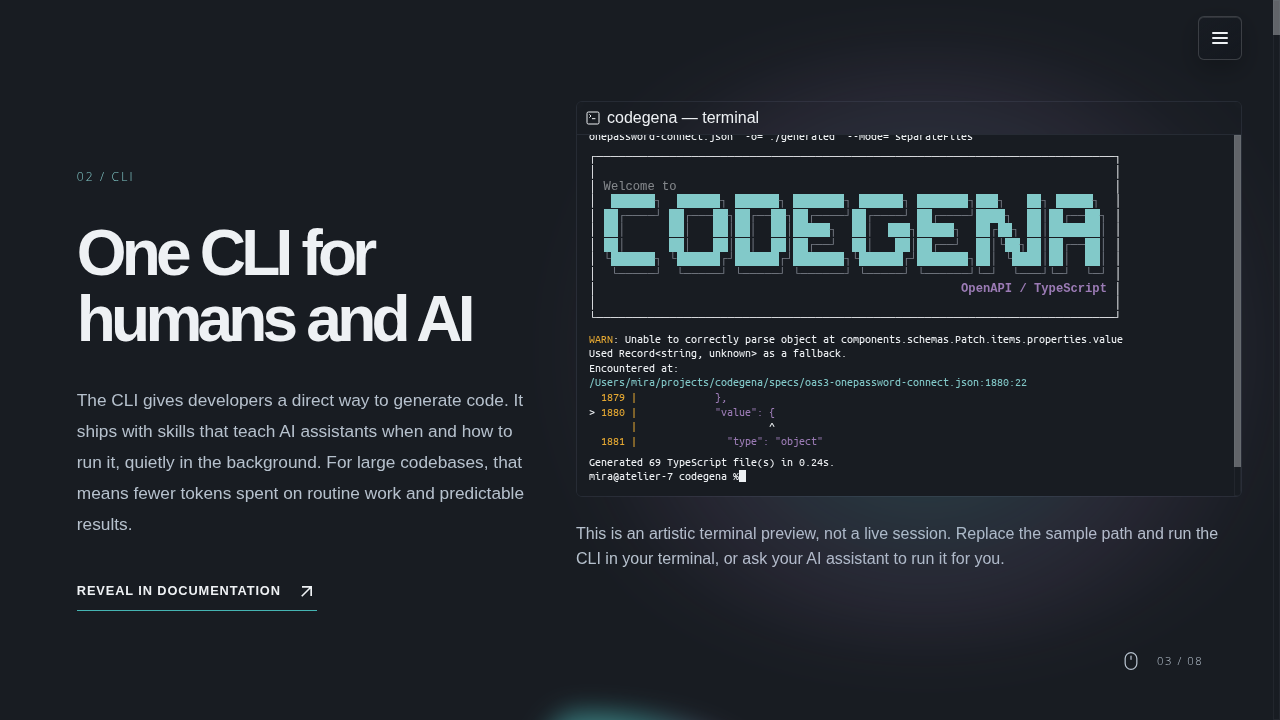 02 / CLI
One CLI for
humans and AI
The CLI gives developers a direct way to generate code. It
ships with skills that teach AI assistants when and how to
run it, quietly in the background. For large codebases, that
means fewer tokens spent on routine work and predictable
results.
REVEAL IN DOCUMENTATION
codegena — terminal
onepassword-connect.json" -o="./generated" --mode="separateFiles"
Welcome to
CODEGENA
OpenAPI / TypeScript
WARN: Unable to correctly parse object at components.schemas.Patch.items.properties.value
Used Record<string, unknown> as a fallback.
Encountered at:
/Users/mira/projects/codegena/specs/oas3-onepassword-connect.json:1880:22
1879 | },
> 1880 | "value": {
| ^
1881 | "type": "object"
Generated 69 TypeScript file(s) in 0.24s.
mira@atelier-7 codegena %
This is an artistic terminal preview, not a live session. Replace the sample path and run the
CLI in your terminal, or ask your AI assistant to run it for you.
03 / 08